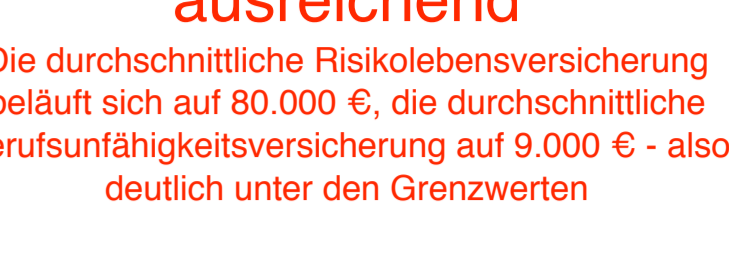 ausreichend
Die durchschnittliche Risikolebensversicherung
beläuft sich auf 80.000 €, die durchschnittliche
erufsunfähigkeitsversicherung auf 9.000 € - also
deutlich unter den Grenzwerten